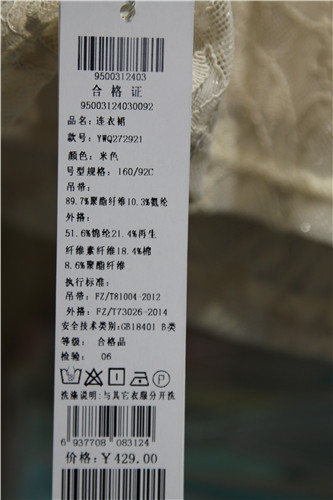 9500312403
合格证
95003124030092
品名:连衣裙
款号:YWQ272921
颜色:米色
号型规格:160/92C
吊带:
89.7%聚酯纤维10.3%氨纶
外搭:
51.6%锦纶21.4%再生
纤维素纤维18.4%棉
8.6%聚酯纤维
执行标准:
吊带:FZ/T81004-2012
外搭:FZ/T73026-2014
安全技术类别:GB18401 B类
等级: 合格品
检验: 06
洗涤说明:与其它衣服分开洗
6 937708 083124
价格:¥429.00